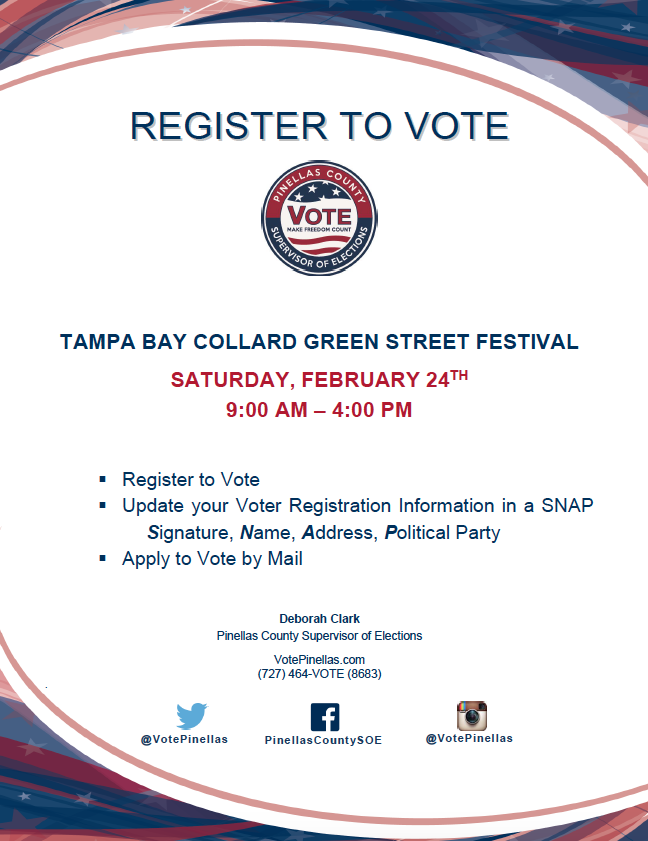 REGISTER TO VOTE
PINELLAS COUNTY
VOTE
MAKE FREEDOM COUNT
SUPERVISOR OF ELECTIONS
TAMPA BAY COLLARD GREEN STREET FESTIVAL
SATURDAY, FEBRUARY 24TH
9:00 AM – 4:00 PM
▪ Register to Vote
▪ Update your Voter Registration Information in a SNAP
Signature, Name, Address, Political Party
▪ Apply to Vote by Mail
Deborah Clark
Pinellas County Supervisor of Elections
VotePinellas.com
(727) 464-VOTE (8683)
@VotePinellas PinellasCountySOE @VotePinellas